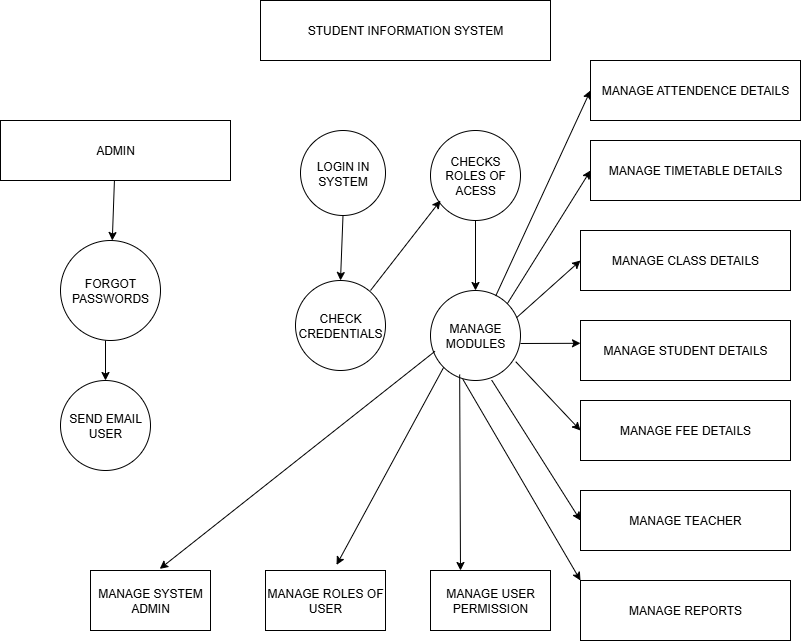 STUDENT INFORMATION SYSTEM
MANAGE ATTENDENCE DETAILS
ADMIN
LOGIN IN
SYSTEM
CHECKS
ROLES OF
ACESS
MANAGE TIMETABLE DETAILS
MANAGE CLASS DETAILS
FORGOT
PASSWORDS
CHECK
CREDENTIALS
MANAGE
MODULES
MANAGE STUDENT DETAILS
SEND EMAIL
USER
MANAGE FEE DETAILS
MANAGE TEACHER
MANAGE SYSTEM
ADMIN
MANAGE ROLES OF
USER
MANAGE USER
PERMISSION
MANAGE REPORTS